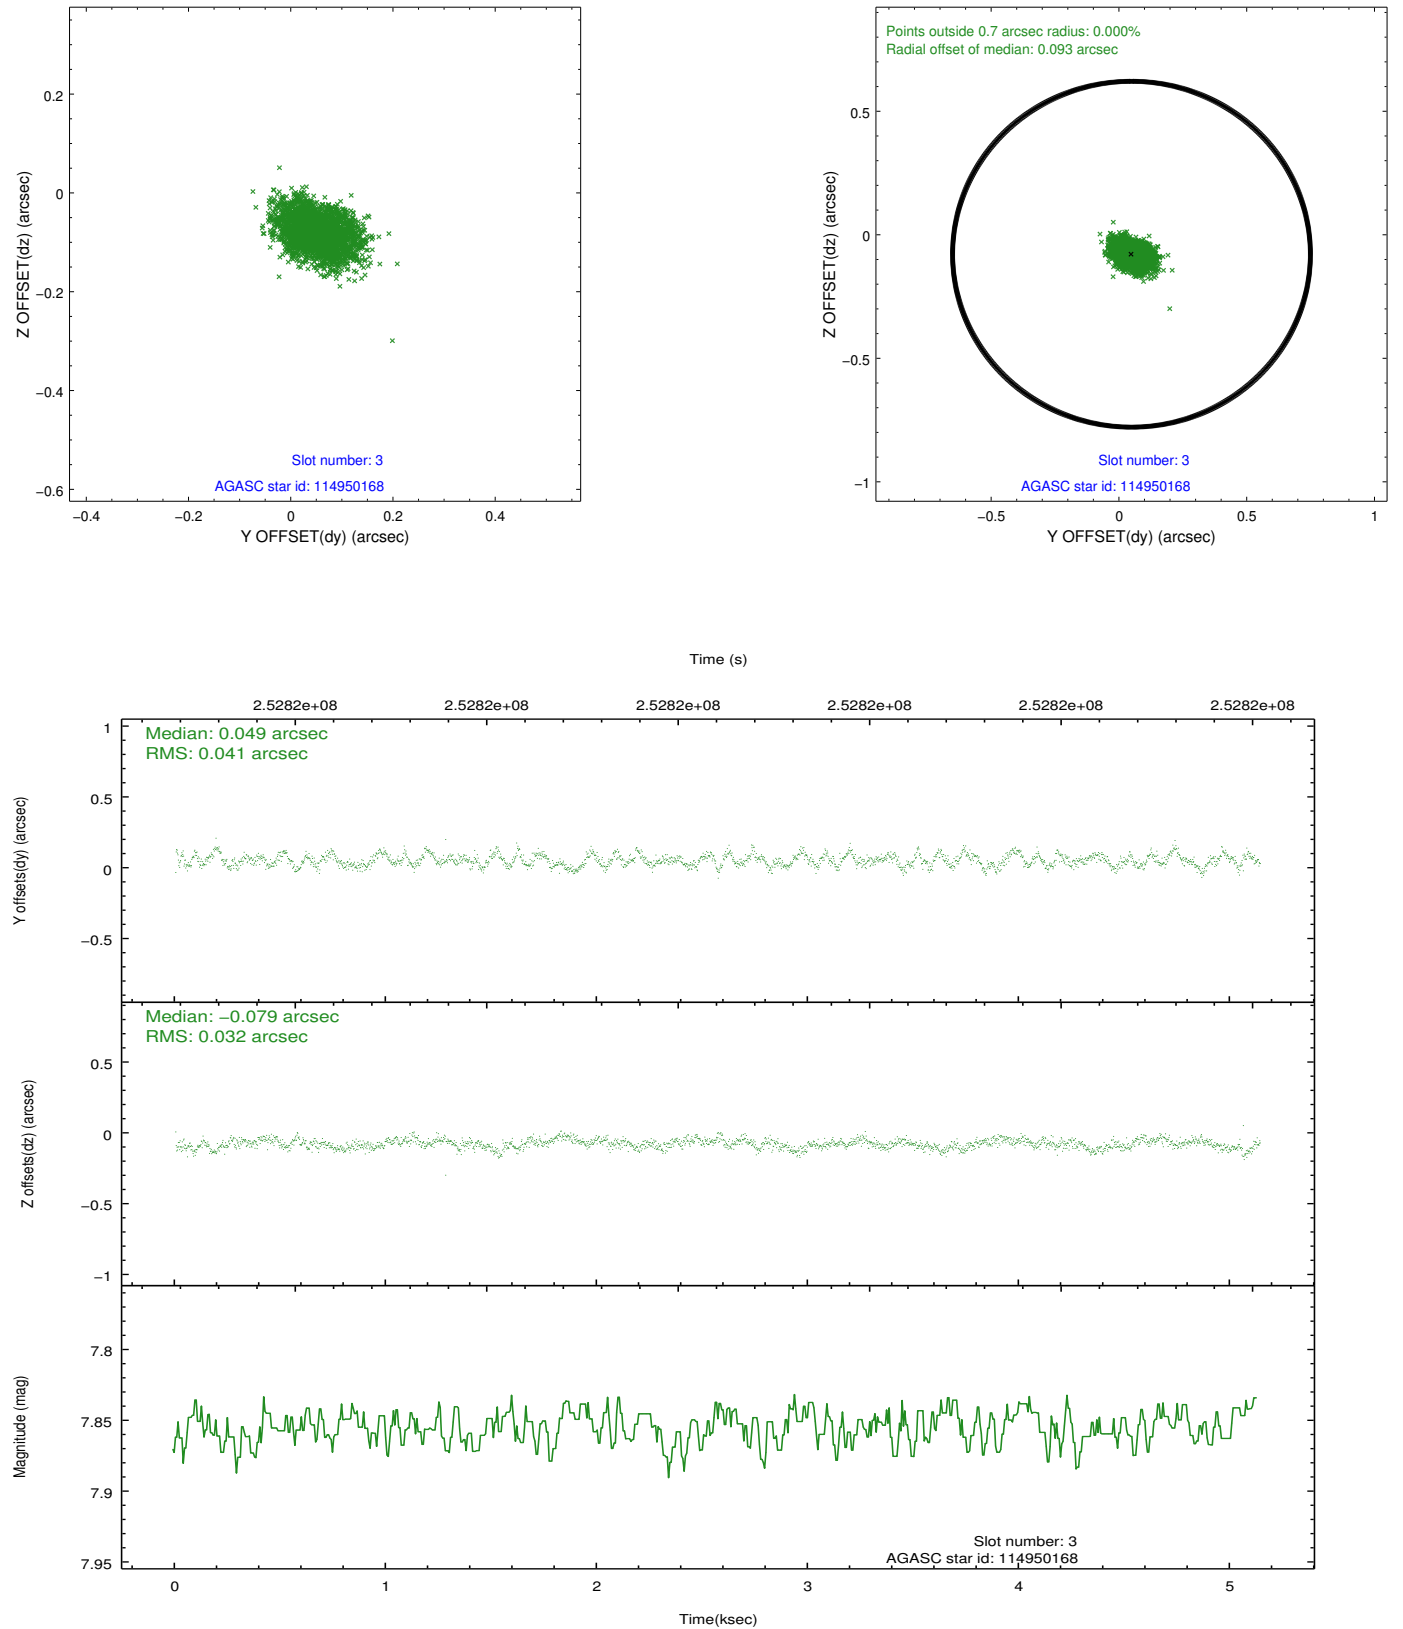 0.2
0
−0.2
−0.4
−0.6
Z OFFSET(dz) (arcsec)
Slot number: 3
AGASC star id: 114950168
−0.4 −0.2 0 0.2 0.4
Y OFFSET(dy) (arcsec)
Points outside 0.7 arcsec radius: 0.000%
Radial offset of median: 0.093 arcsec
0.5
0
−0.5
−1
Z OFFSET(dz) (arcsec)
Slot number: 3
AGASC star id: 114950168
−0.5 0 0.5 1
Y OFFSET(dy) (arcsec)
Time (s)
2.5282e+08 2.5282e+08 2.5282e+08 2.5282e+08 2.5282e+08 2.5282e+08
Median: 0.049 arcsec
RMS: 0.041 arcsec
1
0.5
0
−0.5
Y offsets(dy) (arcsec)
Median: −0.079 arcsec
RMS: 0.032 arcsec
0.5
0
−0.5
−1
Z offsets(dz) (arcsec)
7.8
7.85
7.9
7.95
Magnitude (mag)
Slot number: 3
AGASC star id: 114950168
0 1 2 3 4 5
Time(ksec)